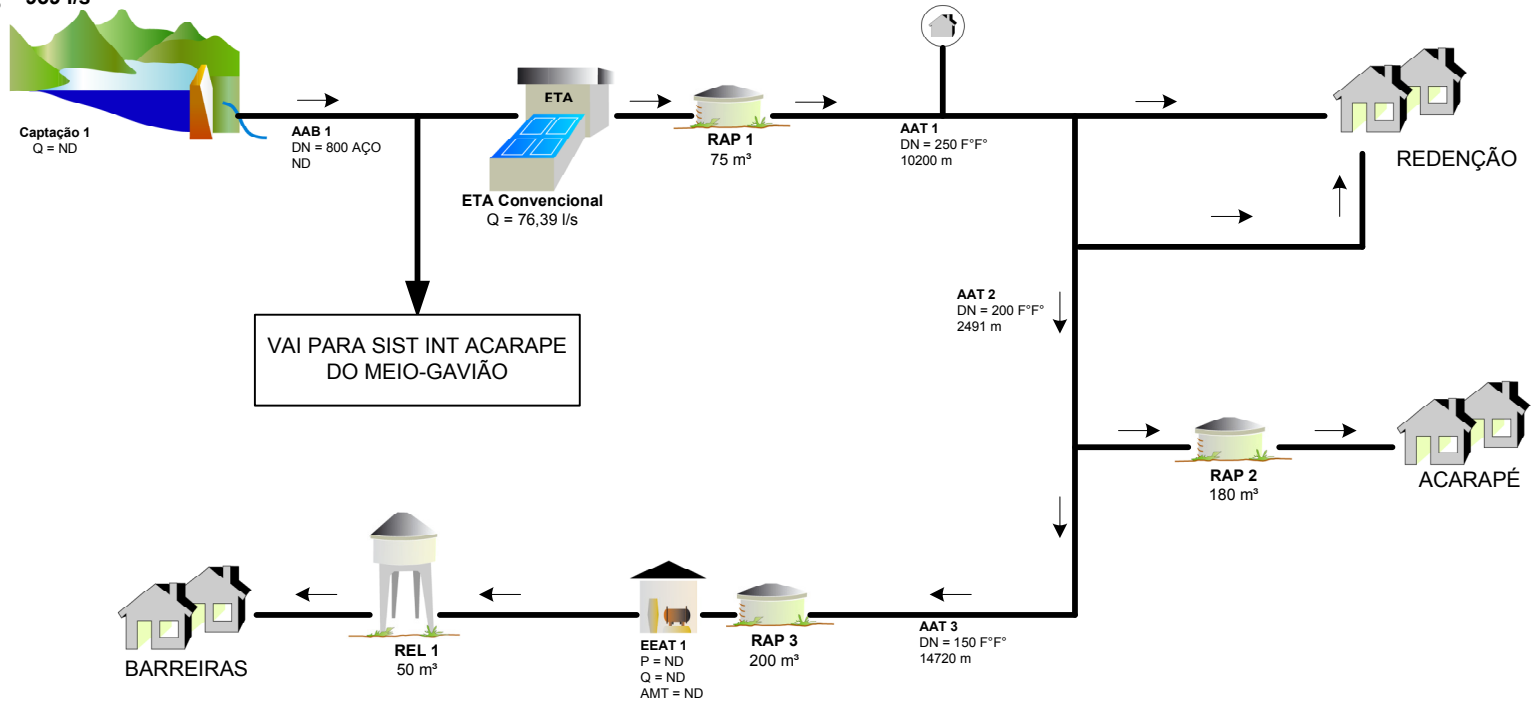 Captação 1
Q = ND
AAB 1
DN = 800 AÇO
ND
ETA
ETA Convencional
Q = 76,39 l/s
RAP 1
75 m³
AAT 1
DN = 250 F°F°
10200 m
REDENÇÃO
VAI PARA SIST INT ACARAPE
DO MEIO-GAVIÃO
AAT 2
DN = 200 F°F°
2491 m
RAP 2
180 m³
ACARAPÉ
BARREIRAS
REL 1
50 m³
EEAT 1
P = ND
Q = ND
AMT = ND
RAP 3
200 m³
AAT 3
DN = 150 F°F°
14720 m